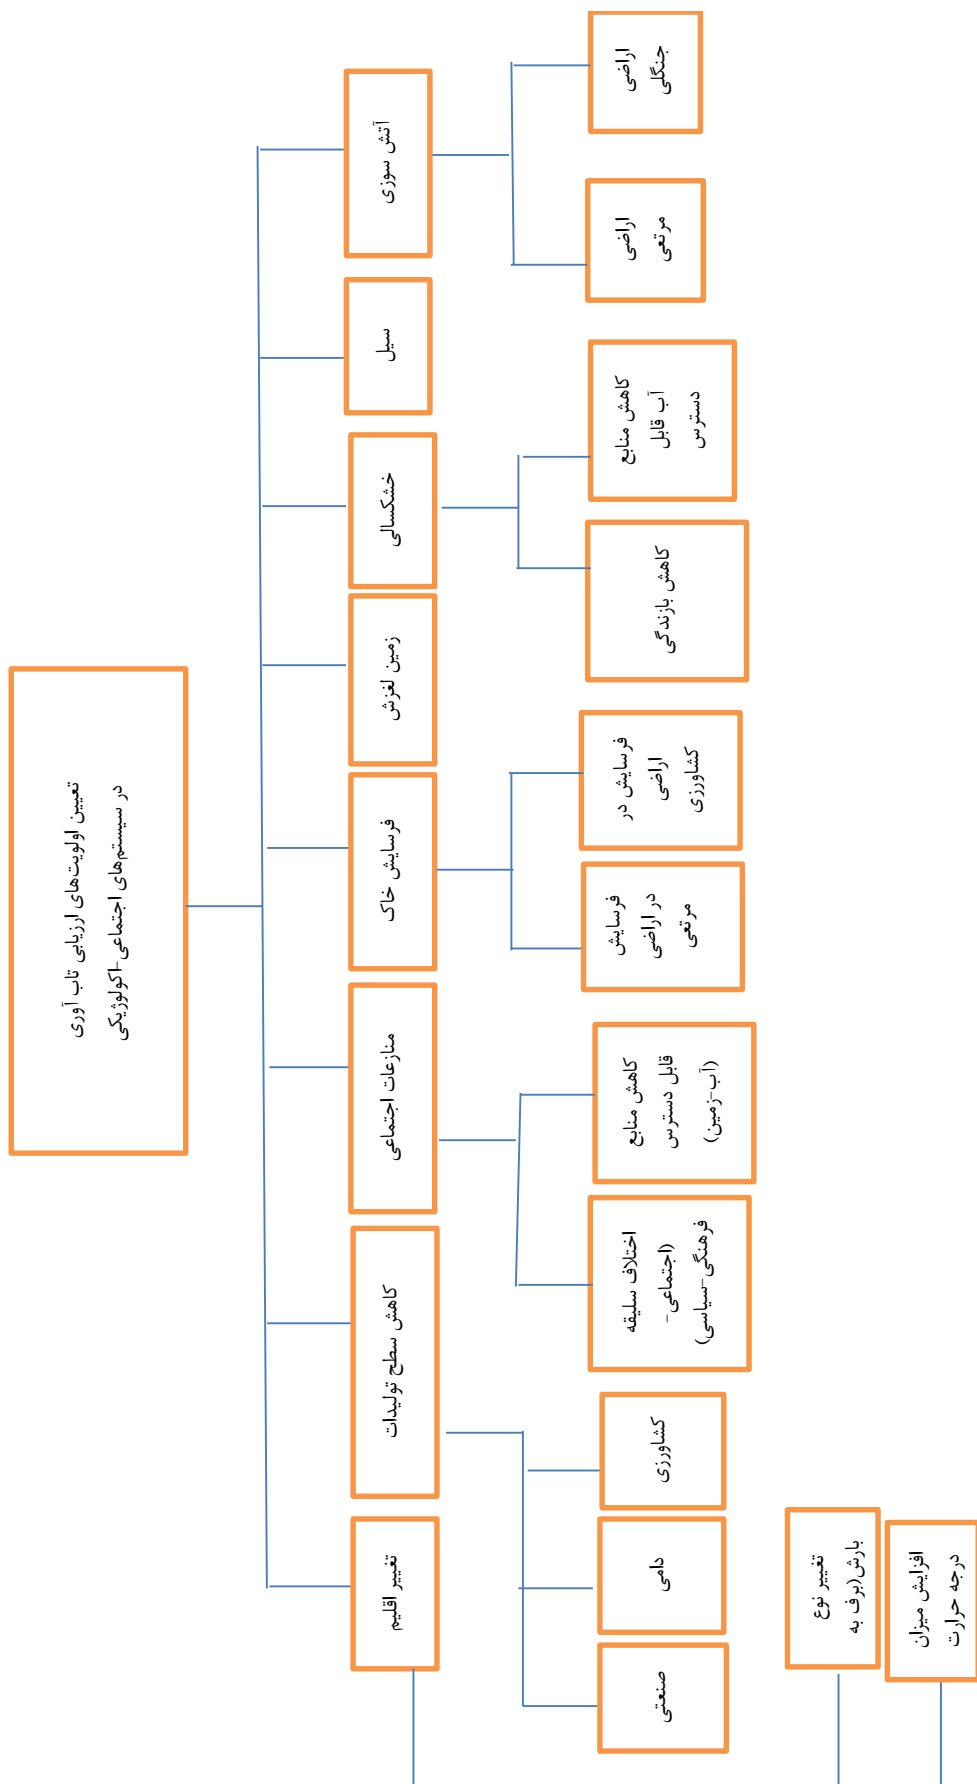 تعیین اولویت‌های ارزیابی تاب آوری
در سیستم‌های اجتماعی-اکولوژیکی
آتش سوزی
سیل
خشکسالی
زمین لغزش
فرسایش خاک
منازعات اجتماعی
کاهش سطح تولیدات
تغییر اقلیم
اراضی
جنگلی
اراضی
مرتعی
کاهش منابع
آب قابل
دسترس
کاهش بازندگی
فرسایش در
اراضی
کشاورزی
فرسایش
در اراضی
مرتعی
کاهش منابع
قابل دسترس
(آب-زمین)
اختلاف سلیقه
(اجتماعی-
فرهنگی-سیاسی)
کشاورزی
دامی
صنعتی
تغییر نوع
بارش(برف به
افزایش میزان
درجه حرارت